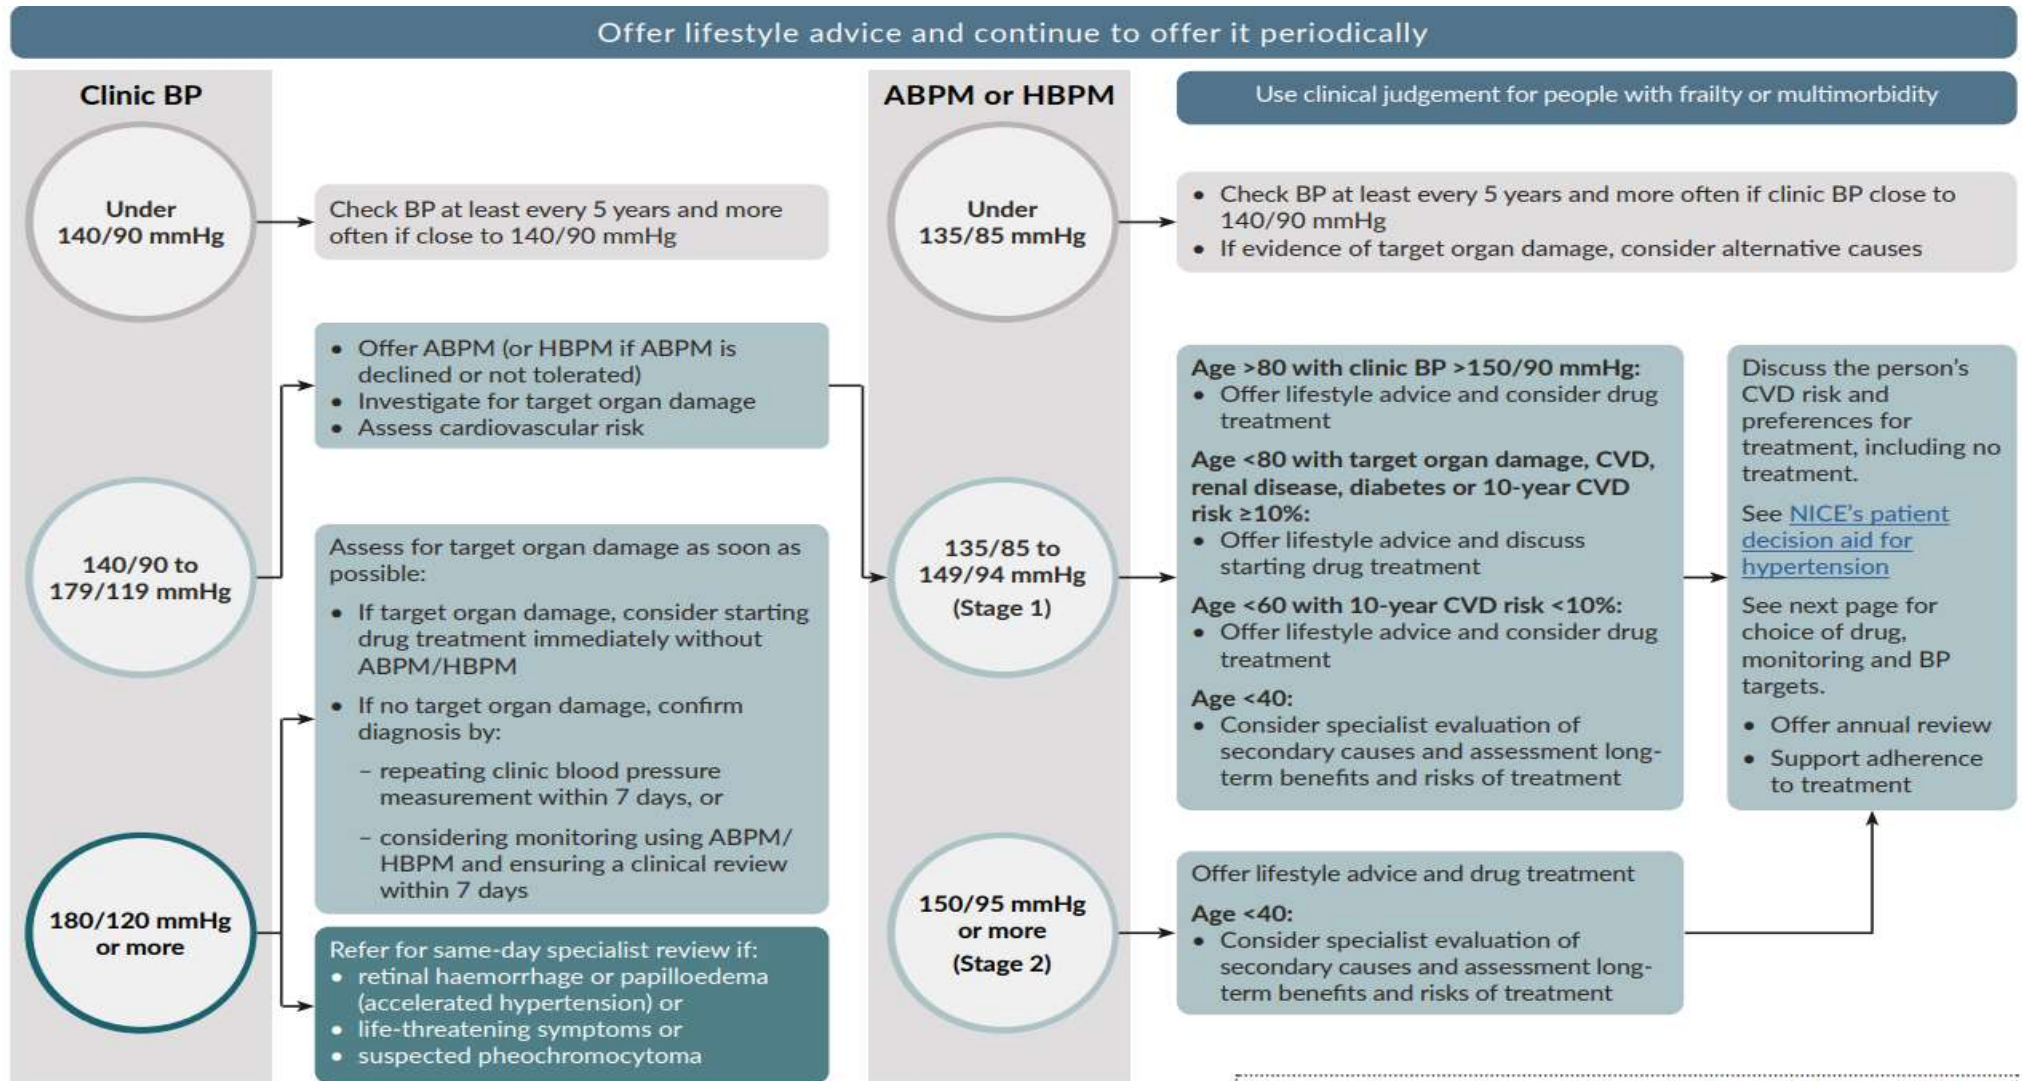 Offer lifestyle advice and continue to offer it periodically
Clinic BP
Under
140/90 mmHg
Check BP at least every 5 years and more
often if close to 140/90 mmHg
140/90 to
179/119 mmHg
• Offer ABPM (or HBPM if ABPM is
declined or not tolerated)
• Investigate for target organ damage
• Assess cardiovascular risk
180/120 mmHg
or more
Assess for target organ damage as soon as
possible:
• If target organ damage, consider starting
drug treatment immediately without
ABPM/HBPM
• If no target organ damage, confirm
diagnosis by:
– repeating clinic blood pressure
measurement within 7 days, or
– considering monitoring using ABPM/
HBPM and ensuring a clinical review
within 7 days
Refer for same-day specialist review if:
• retinal haemorrhage or papilloedema
(accelerated hypertension) or
• life-threatening symptoms or
• suspected pheochromocytoma
ABPM or HBPM
Use clinical judgement for people with frailty or multimorbidity
Under
135/85 mmHg
• Check BP at least every 5 years and more often if clinic BP close to
140/90 mmHg
• If evidence of target organ damage, consider alternative causes
135/85 to
149/94 mmHg
(Stage 1)
Age >80 with clinic BP >150/90 mmHg:
• Offer lifestyle advice and consider drug
treatment
Age <80 with target organ damage, CVD,
renal disease, diabetes or 10-year CVD
risk ≥10%:
• Offer lifestyle advice and discuss
starting drug treatment
Age <60 with 10-year CVD risk <10%:
• Offer lifestyle advice and consider drug
treatment
Age <40:
• Consider specialist evaluation of
secondary causes and assessment long-
term benefits and risks of treatment
Discuss the person's
CVD risk and
preferences for
treatment, including no
treatment.
See NICE's patient
decision aid for
hypertension
See next page for
choice of drug,
monitoring and BP
targets.
• Offer annual review
• Support adherence
to treatment
150/95 mmHg
or more
(Stage 2)
Offer lifestyle advice and drug treatment
Age <40:
• Consider specialist evaluation of
secondary causes and assessment long-
term benefits and risks of treatment